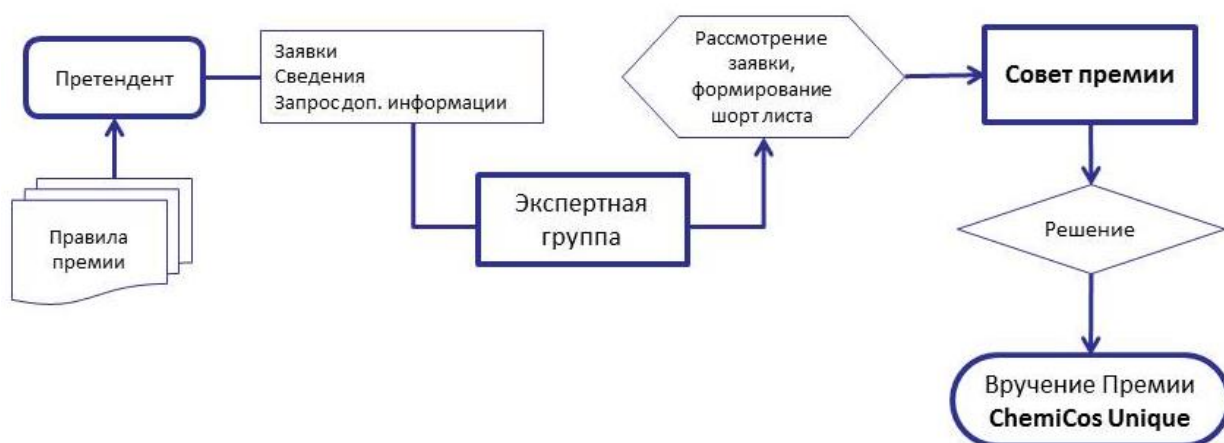 Претендент
Заявки
Сведения
Запрос доп. информации
Правила
премии
Экспертная
группа
Рассмотрение
заявки,
формирование
шорт листа
Совет премии
Решение
Вручение Премии
ChemiCos Unique